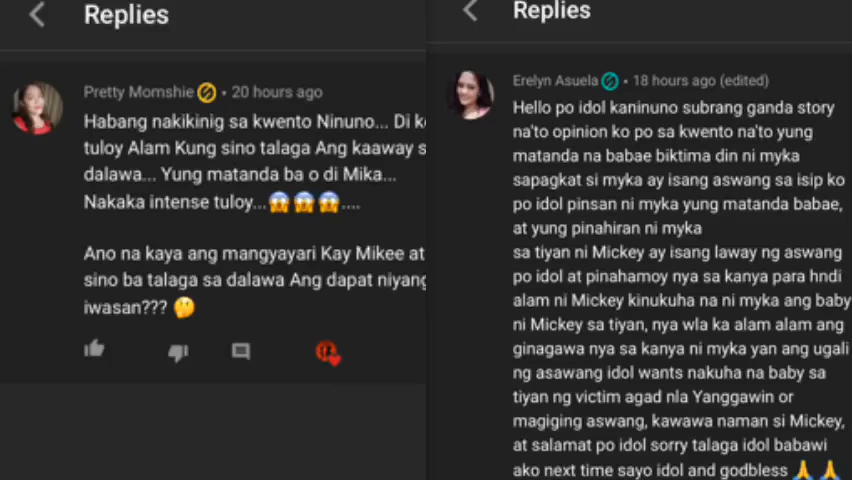 Replies
Pretty Momshie • 20 hours ago
Habang nakikinig sa kwento Ninuno... Di
tuloy Alam Kung sino talaga Ang kaaway
dalawa... Yung matanda ba o di Mika...
Nakaka intense tuloy...😱😱😱....
Ano na kaya ang mangyayari Kay Mikee at
sino ba talaga sa dalawa Ang dapat niyang
iwasan??? 🤔
Replies
Erelyn Asuela • 18 hours ago (edited)
Hello po idol kaninuno subrang ganda story
na'to opinion ko po sa kwento na'to yung
matanda na babae biktima din ni myka
sapagkat si myka ay isang aswang sa isip ko
po idol pinsan ni myka yung matanda babae,
at yung pinahiran ni myka
sa tiyan ni Mickey ay isang laway ng aswang
po idol at pinahamoy nya sa kanya para hndi
alam ni Mickey kinukuha na ni myka ang baby
ni Mickey sa tiyan, nya wla ka alam alam ang
ginagawa nya sa kanya ni myka yan ang ugali
ng asawang idol wants nakuha na baby sa
tiyan ng victim agad nla Yanggawin or
magiging aswang, kawawa naman si Mickey,
at salamat po idol sorry talaga idol babawi
ako next time sayo idol and godbless 🙏🙏